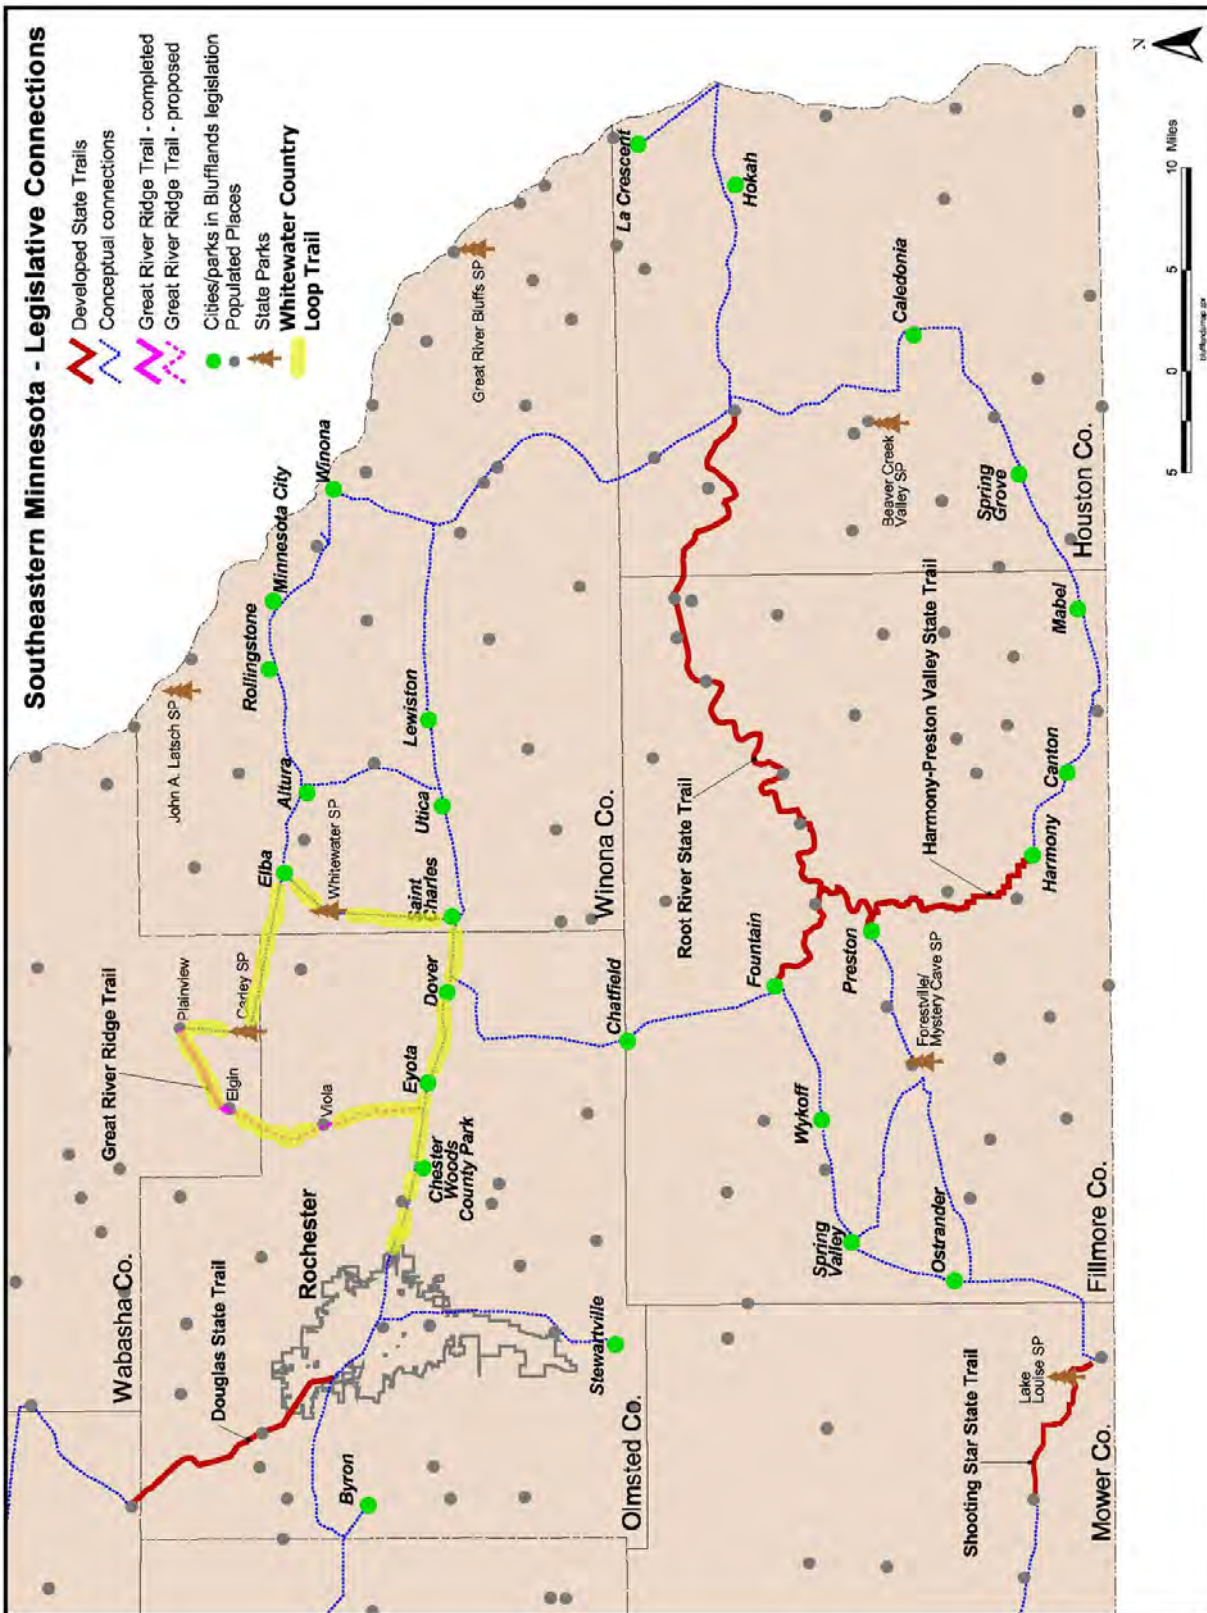 Southeastern Minnesota - Legislative Connections
Developed State Trails
Conceptual connections
Great River Ridge Trail - completed
Great River Ridge Trail - proposed
Cities/parks in Blufflands legislation
Populated Places
State Parks
Whitewater Country
Loop Trail
Wabasha Co.
Great River Ridge Trail
Plainview
Carley SP
Elgin
Viola
John A. Latsch SP
Elba
Altura
Rollingstone
Minnesota City
Winona
Whitewater SP
Douglas State Trail
Rochester
Byron
Chester
Woods
County Park
Eyota
Dover
Saint
Charles
Utica
Lewiston
Great River Bluffs SP
Stewartville
Olmsted Co.
Chatfield
Winona Co.
La Crescent
Hokah
Root River State Trail
Fountain
Wykoff
Spring
Valley
Preston
Forestville/
Mystery Cave SP
Ostrander
Harmony-Preston Valley State Trail
Beaver Creek
Valley SP
Caledonia
Spring
Grove
Harmony
Canton
Mabel
Shooting Star State Trail
Lake
Louise SP
Mower Co.
Fillmore Co.
Houston Co.
5 0 5 10 Miles
N